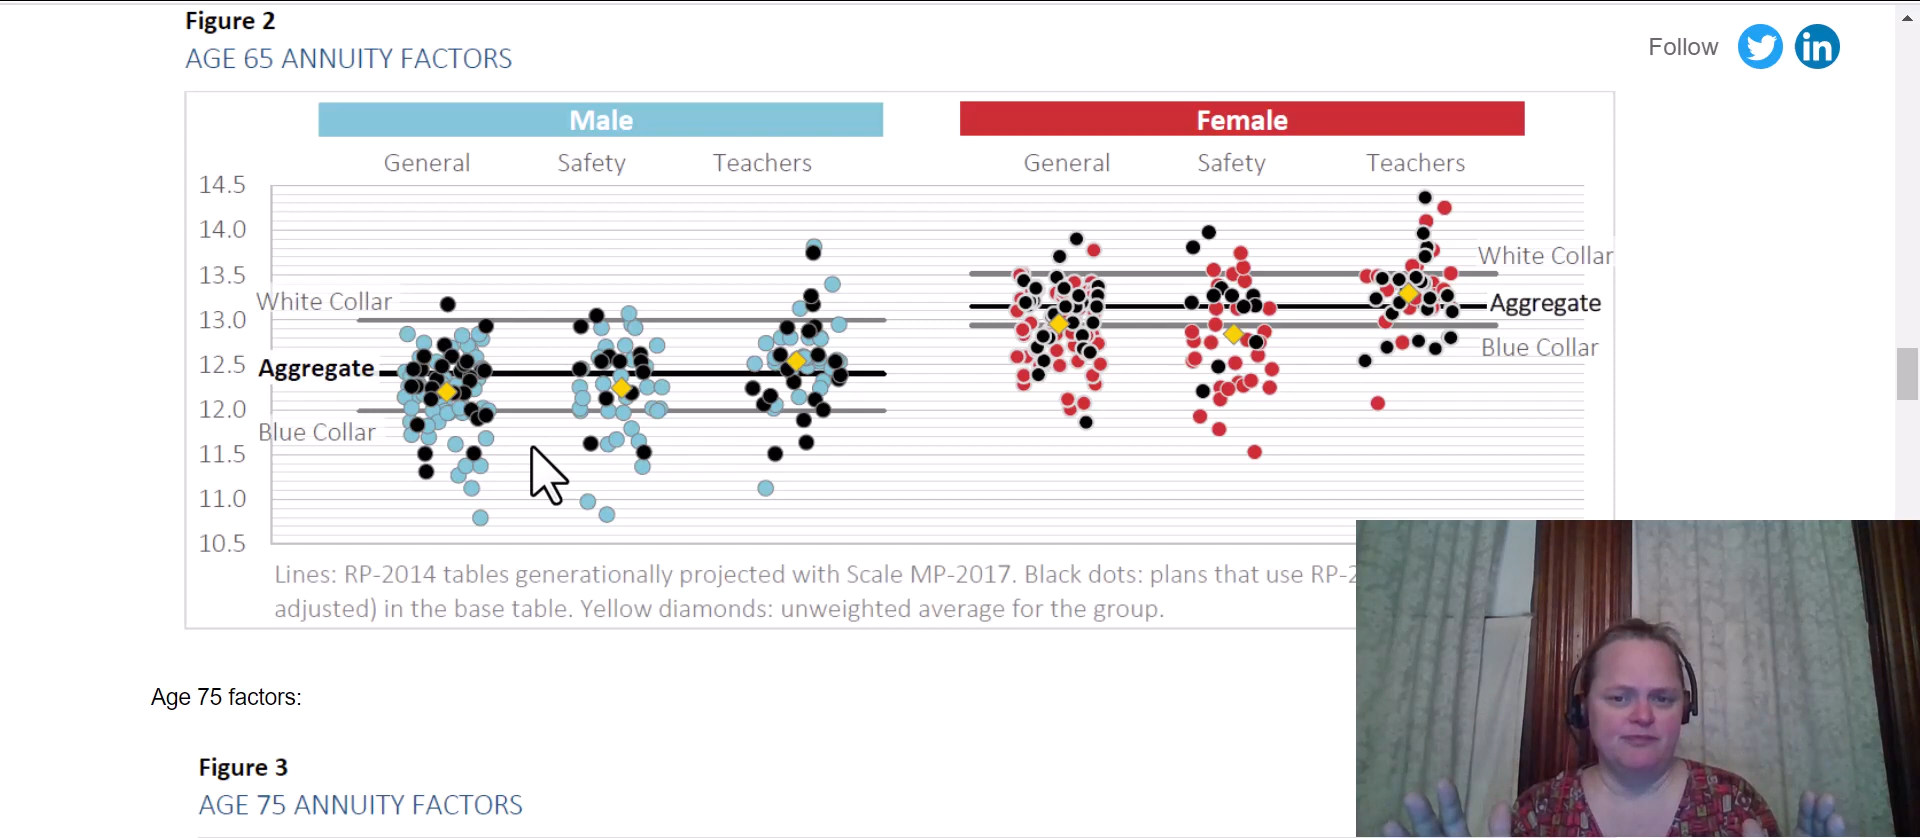 Figure 2
AGE 65 ANNUITY FACTORS
Follow
in
Male
Female
General Safety Teachers
General Safety Teachers
14.5
14.0
13.5
13.0
12.5
12.0
11.5
11.0
10.5
White Collar
Aggregate
Blue Collar
White Collar
Aggregate
Blue Collar
Lines: RP-2014 tables generationally projected with Scale MP-2017. Black dots: plans that use RP-2
adjusted) in the base table. Yellow diamonds: unweighted average for the group.
Age 75 factors:
Figure 3
AGE 75 ANNUITY FACTORS